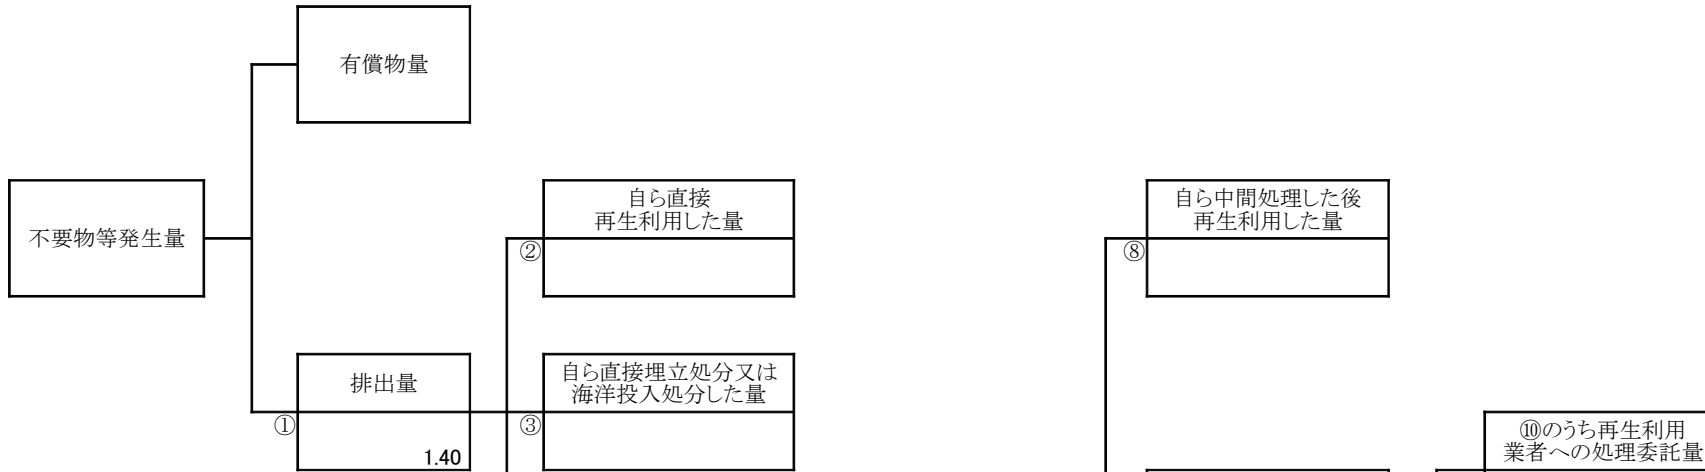 有償物量
不要物等発生量
自ら直接
再生利用した量
②
自ら中間処理した後
再生利用した量
⑧
排出量
①
1.40
自ら直接埋立処分又は
海洋投入処分した量
③
⑩のうち再生利用
業者への処理委託量